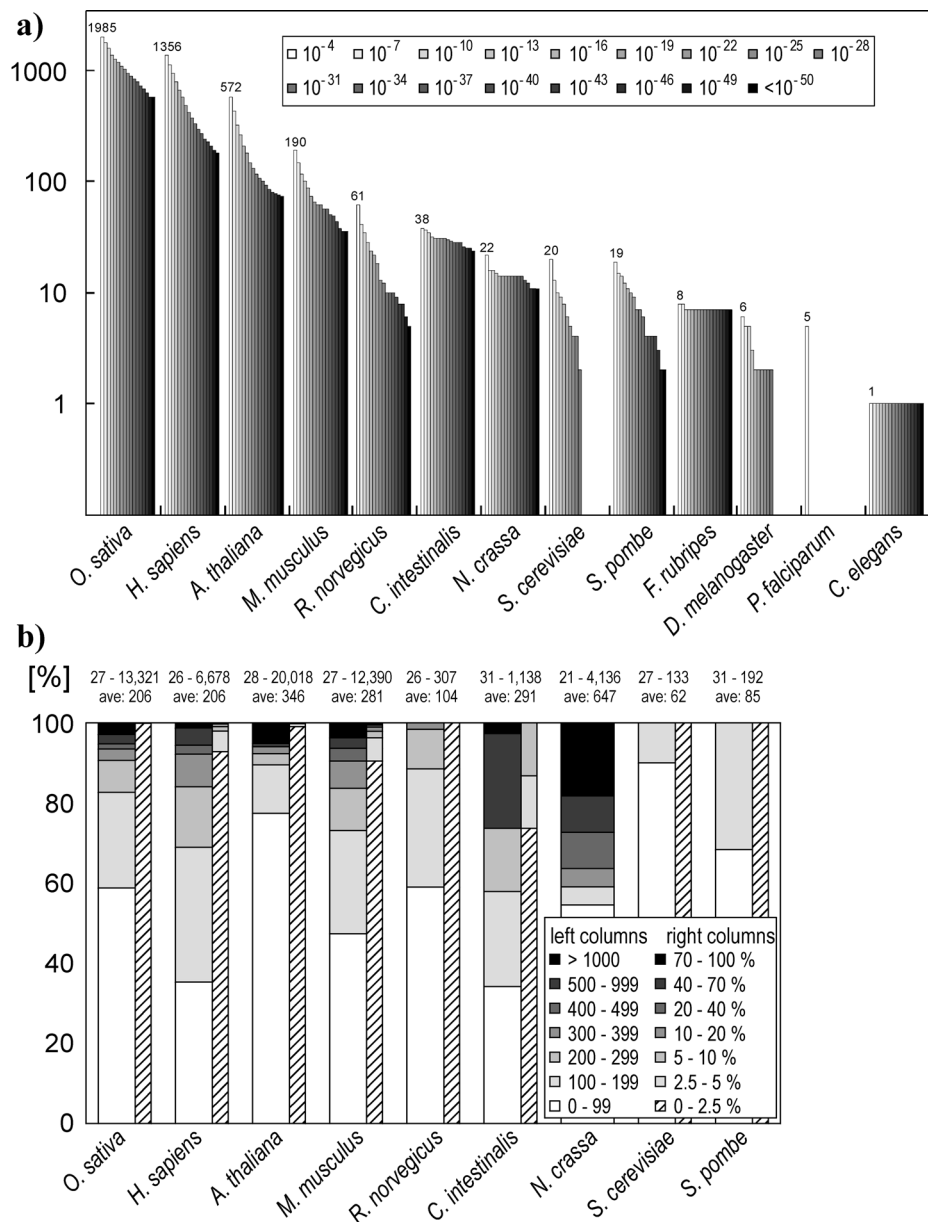 a)
1985
1356
572
190
61
38
22
20
19
8
6
5
1
1000
100
10
1
10-4 10-7 10-10 10-13 10-16 10-19 10-22 10-25 10-28
10-31 10-34 10-37 10-40 10-43 10-46 10-49 <10-50
O. sativa
H. sapiens
A. thaliana
M. musculus
R. norvegicus
C. intestinalis
N. crassa
S. cerevisiae
S. pombe
F. rubripes
D. melanogaster
P. falciparum
C. elegans
b)
[%]
27 - 13,321 26 - 6,678 28 - 20,018 27 - 12,390 26 - 307 31 - 1,138 21 - 4,136 27 - 133 31 - 192
ave: 206 ave: 206 ave: 346 ave: 281 ave: 104 ave: 291 ave: 647 ave: 62 ave: 85
100
80
60
40
20
0
left columns right columns
> 1000 70 - 100 %
500 - 999 40 - 70 %
400 - 499 20 - 40 %
300 - 399 10 - 20 %
200 - 299 5 - 10 %
100 - 199 2.5 - 5 %
0 - 99 0 - 2.5 %
O. sativa
H. sapiens
A. thaliana
M. musculus
R. norvegicus
C. intestinalis
N. crassa
S. cerevisiae
S. pombe